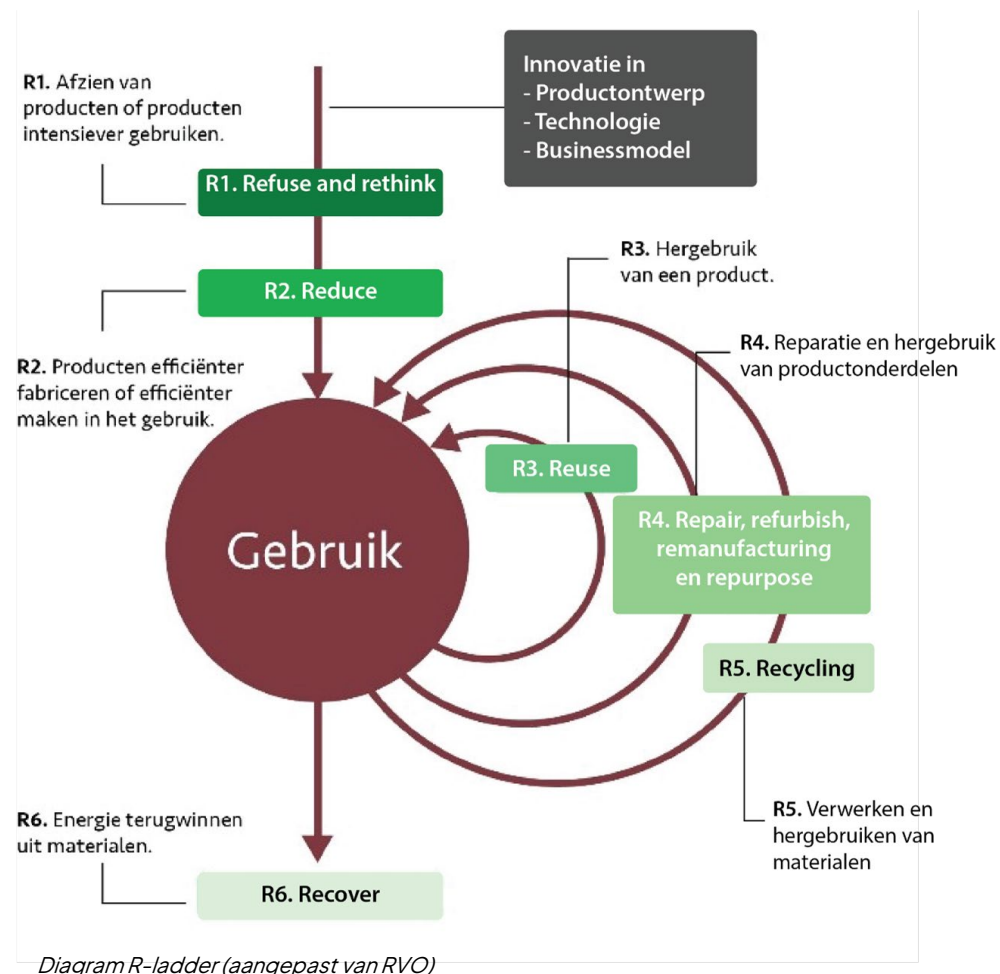 R1. Afzien van
producten of producten
intensiever gebruiken.
Innovatie in
- Productontwerp
- Technologie
- Businessmodel
R1. Refuse and rethink
R2. Reduce
R3. Hergebruik
van een product.
R2. Producten efficiënter
fabriceren of efficiënter
maken in het gebruik.
R4. Reparatie en hergebruik
van productonderdelen
R3. Reuse
Gebruik
R4. Repair, refurbish,
remanufacturing
en repurpose
R5. Recycling
R6. Energie terugwinnen
uit materialen.
R5. Verwerken en
hergebruiken van
materialen
R6. Recover
Diagram R-ladder (aangepast van RVO)